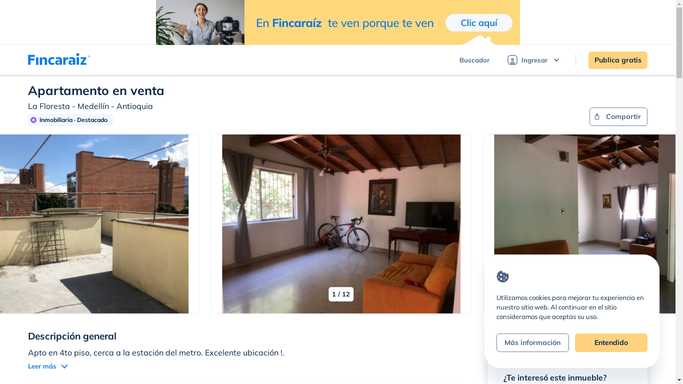 En Fincaraíz te ven porque te ven
Clic aquí
Fincaraíz
Buscador
Ingresar
Publica gratis
Apartamento en venta
La Floresta - Medellín - Antioquia
Inmobiliaria · Destacado
Compartir
1 / 12
Utilizamos cookies para mejorar tu experiencia en
nuestro sitio web. Al continuar en el sitio
consideramos que aceptas su uso.
Más información
Entendido
Descripción general
Apto en 4to piso, cerca a la estación del metro. Excelente ubicación !.
Leer más
¿Te interesó este inmueble?